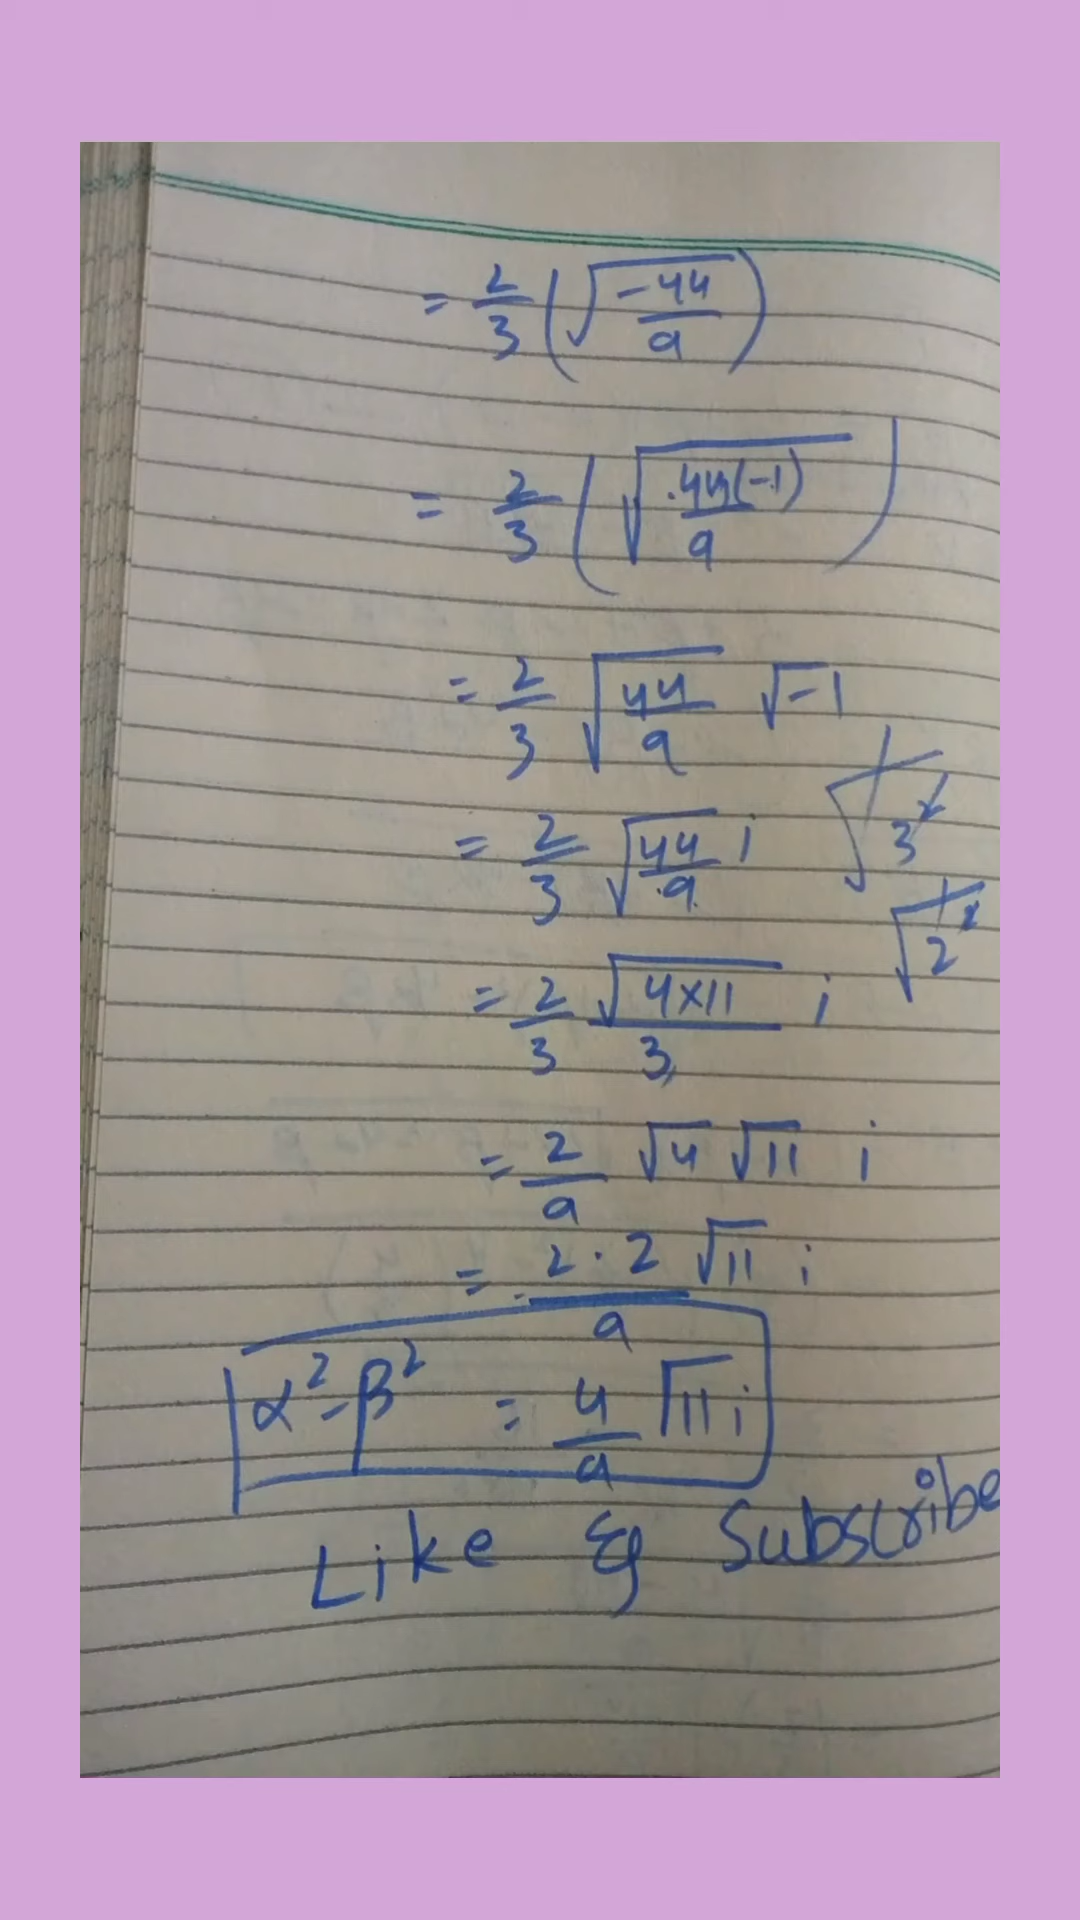 = 2/3 (√(-44/9))
= 2/3 (√(44(-1)/9))
= 2/3 √(44/9) √-1
= 2/3 √(44/9) i
√3²
√2²
= 2/3 √(4×11)/3 i
= 2/9 √4 √11 i
= 2·2/9 √11 i
α²-β² = 4/9 √11 i
Like & Subscribe